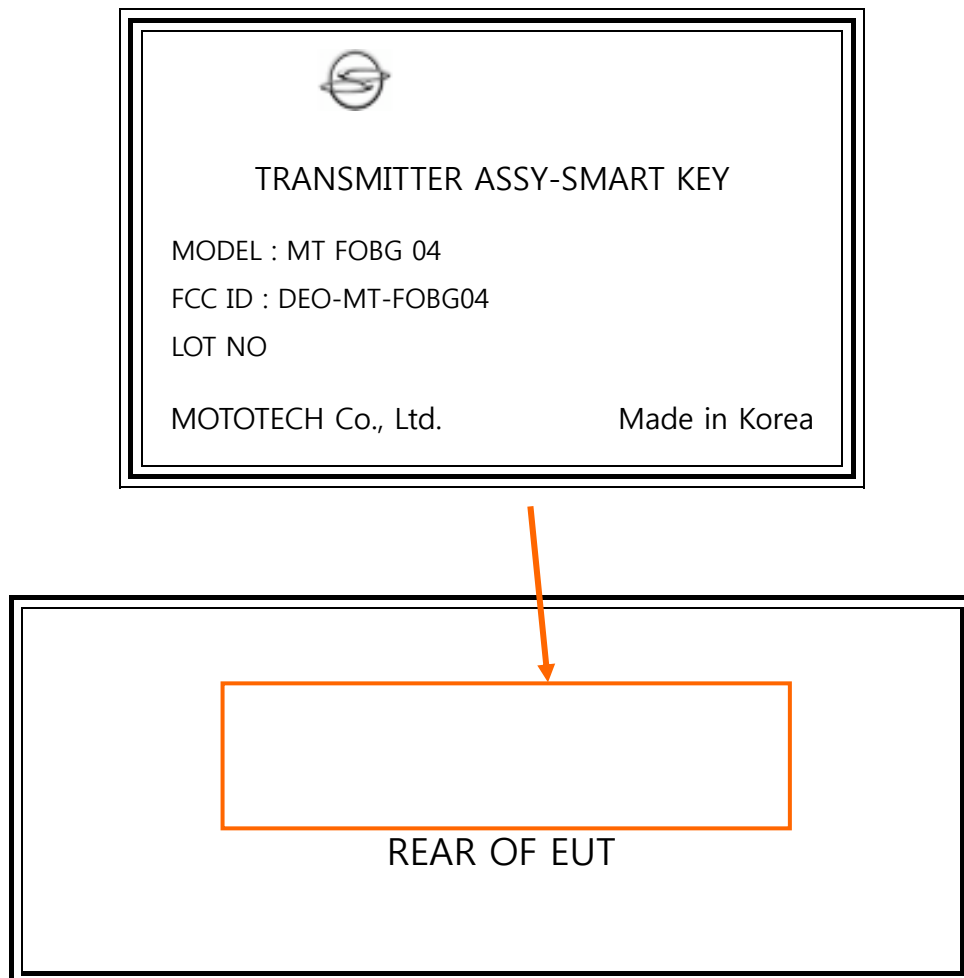 TRANSMITTER ASSY-SMART KEY
MODEL : MT FOBG 04
FCC ID : DEO-MT-FOBG04
LOT NO
MOTOTECH Co., Ltd. Made in Korea
REAR OF EUT